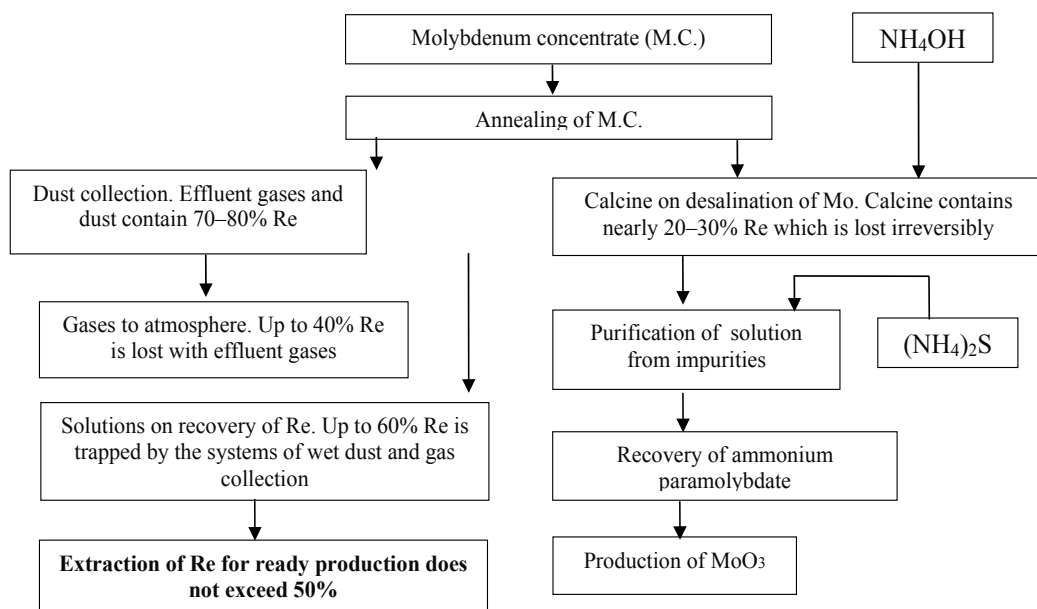 Molybdenum concentrate (M.C.)
NH4OH
Annealing of M.C.
Dust collection. Effluent gases and
dust contain 70–80% Re
Calcine on desalination of Mo. Calcine contains
nearly 20–30% Re which is lost irreversibly
Gases to atmosphere. Up to 40% Re
is lost with effluent gases
Purification of solution
from impurities
(NH4)2S
Solutions on recovery of Re. Up to 60% Re is
trapped by the systems of wet dust and gas
collection
Recovery of ammonium
paramolybdate
Extraction of Re for ready production does
not exceed 50%
Production of MoO3